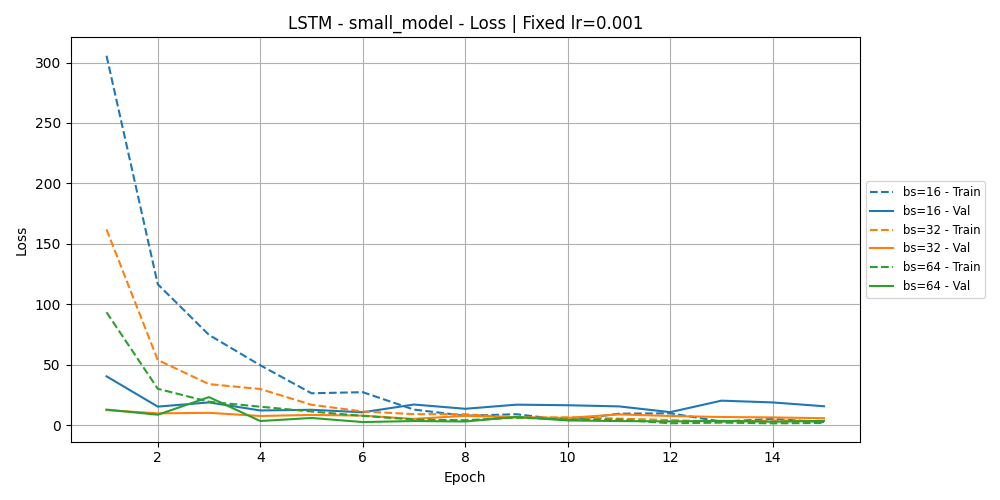 LSTM - small_model - Loss | Fixed lr=0.001
Loss
300
250
200
150
100
50
0
2 4 6 8 10 12 14
Epoch
bs=16 - Train
bs=16 - Val
bs=32 - Train
bs=32 - Val
bs=64 - Train
bs=64 - Val